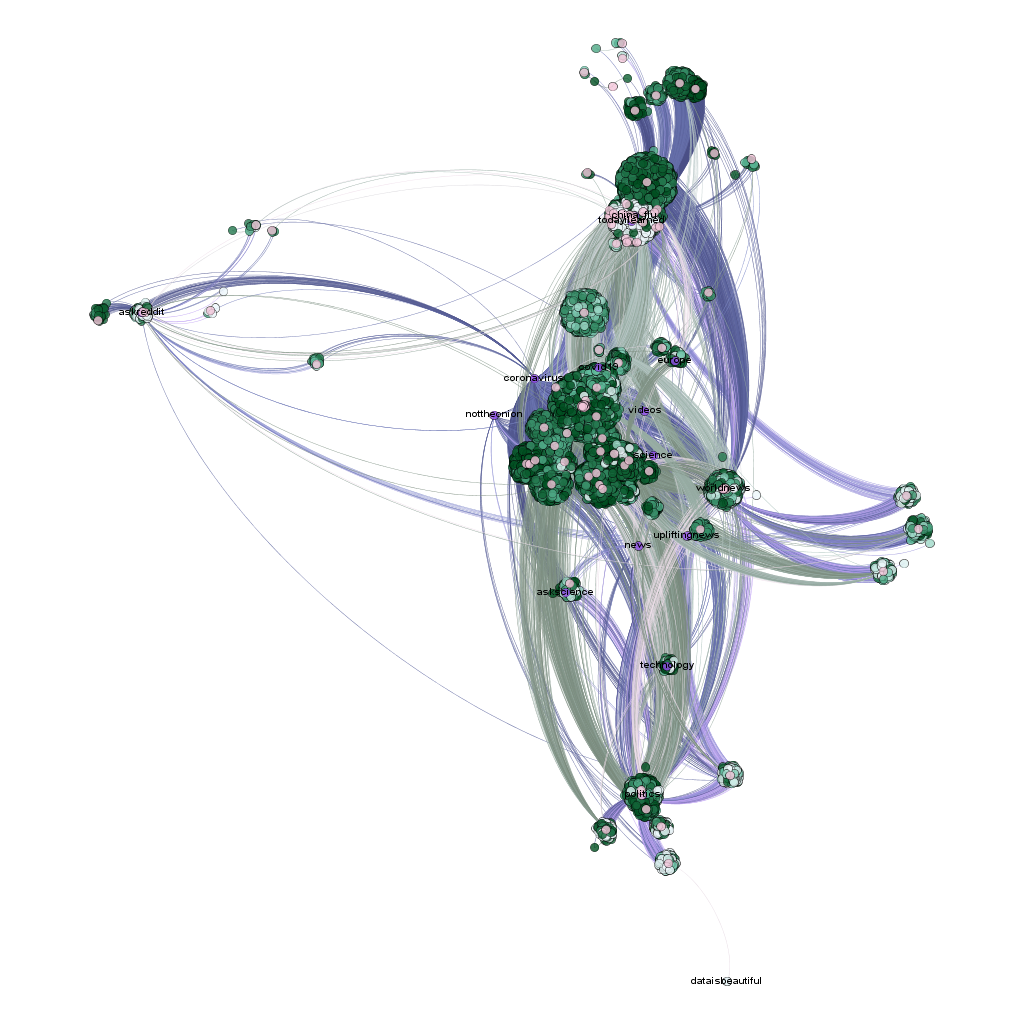 china_flu
todayilearned
askreddit
europe
covid19
coronavirus
videos
nottheonion
science
worldnews
upliftingnews
news
askscience
technology
politics
dataisbeautiful